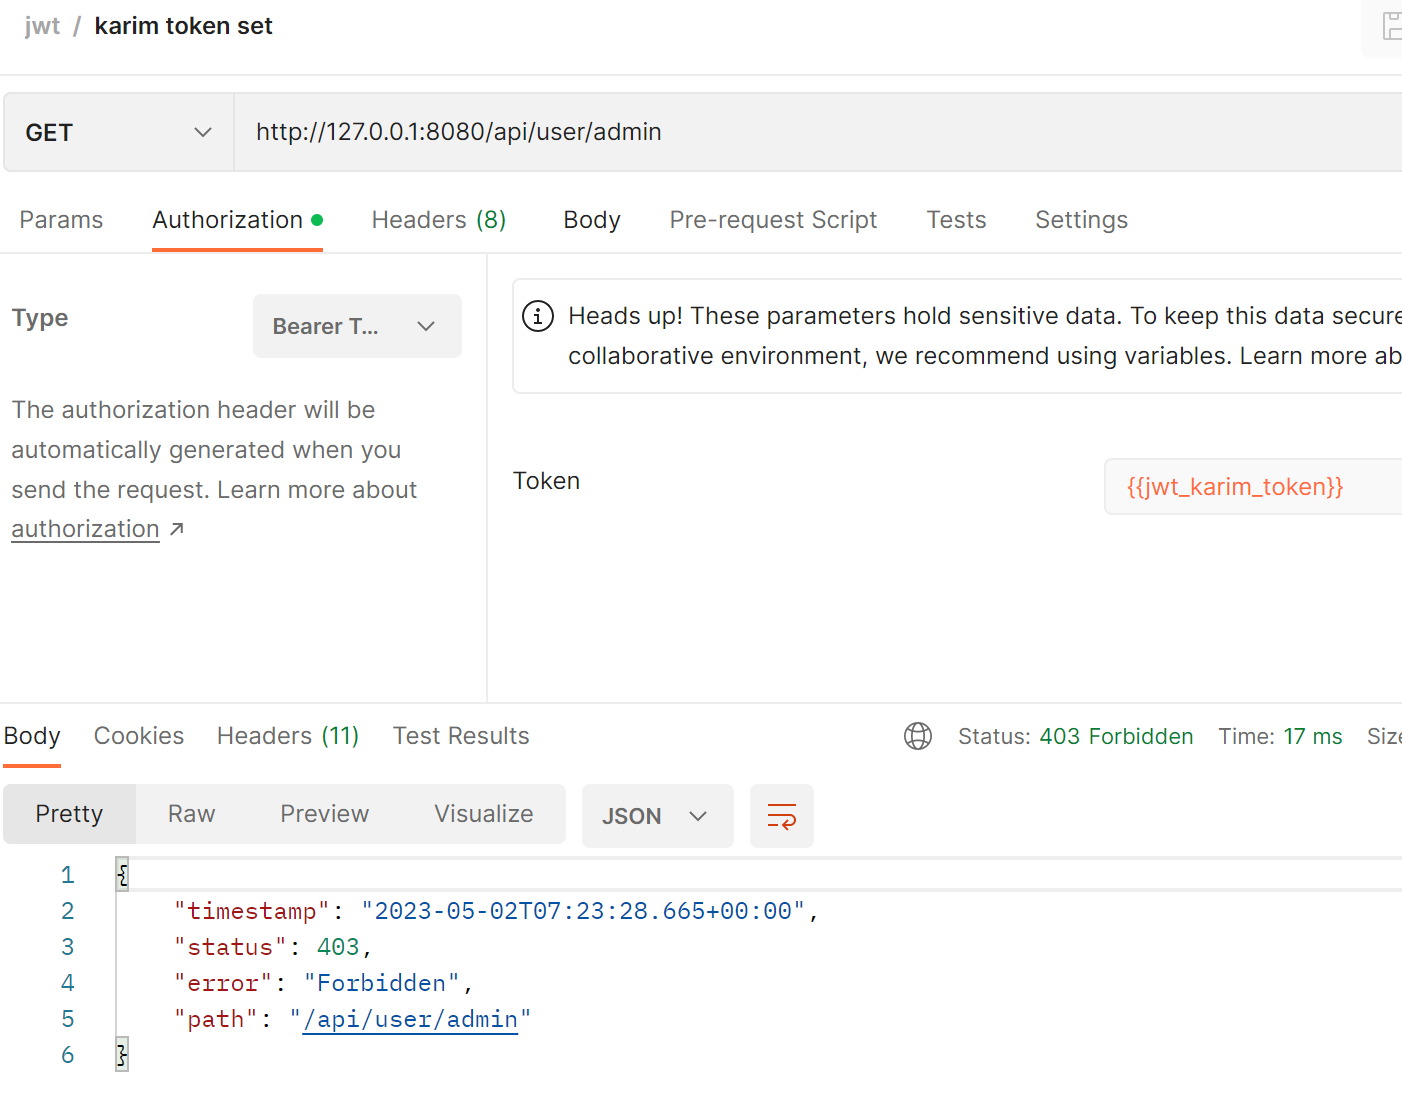 jwt / karim token set
GET http://127.0.0.1:8080/api/user/admin
Params Authorization Headers (8) Body Pre-request Script Tests Settings
Type Bearer T...
The authorization header will be
automatically generated when you
send the request. Learn more about
authorization ↗
Heads up! These parameters hold sensitive data. To keep this data secure
collaborative environment, we recommend using variables. Learn more ab
Token {{jwt_karim_token}}
Body Cookies Headers (11) Test Results Status: 403 Forbidden Time: 17 ms Size
Pretty Raw Preview Visualize JSON
1 {
2 "timestamp": "2023-05-02T07:23:28.665+00:00",
3 "status": 403,
4 "error": "Forbidden",
5 "path": "/api/user/admin"
6 }